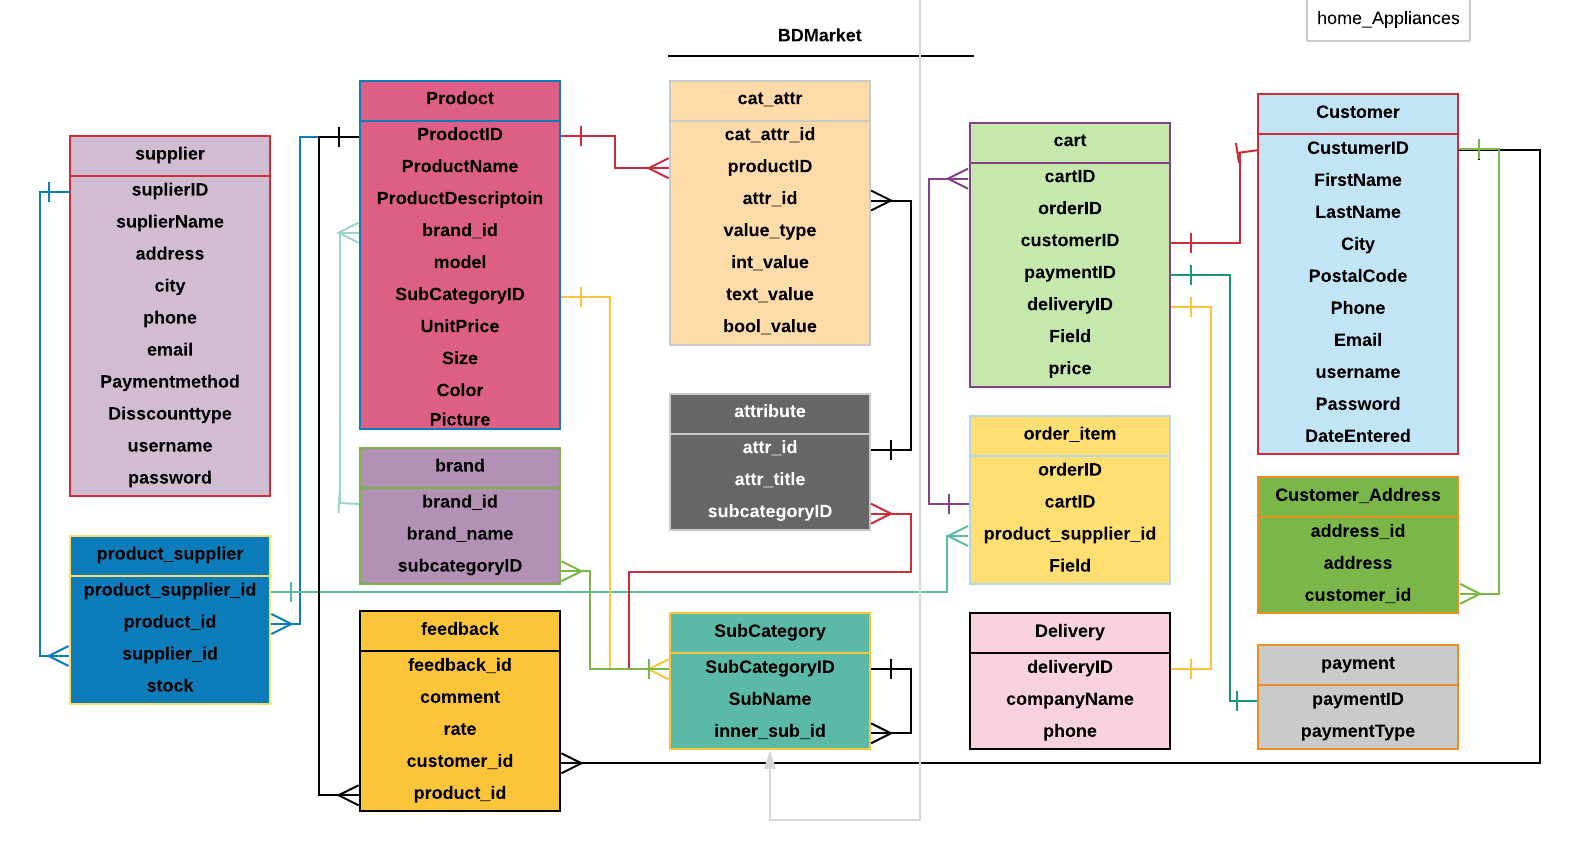 home_Appliances
BDMarket
supplier
suplierID
suplierName
address
city
phone
email
Paymentmethod
Disscounttype
username
password
product_supplier
product_supplier_id
product_id
supplier_id
stock
Prodoct
ProdoctID
ProductName
ProductDescriptoin
brand_id
model
SubCategoryID
UnitPrice
Size
Color
Picture
brand
brand_id
brand_name
subcategoryID
feedback
feedback_id
comment
rate
customer_id
product_id
cat_attr
cat_attr_id
productID
attr_id
value_type
int_value
text_value
bool_value
attribute
attr_id
attr_title
subcategoryID
SubCategory
SubCategoryID
SubName
inner_sub_id
cart
cartID
orderID
customerID
paymentID
deliveryID
Field
price
order_item
orderID
cartID
product_supplier_id
Field
Delivery
deliveryID
companyName
phone
Customer
CustumerID
FirstName
LastName
City
PostalCode
Phone
Email
username
Password
DateEntered
Customer_Address
address_id
address
customer_id
payment
paymentID
paymentType